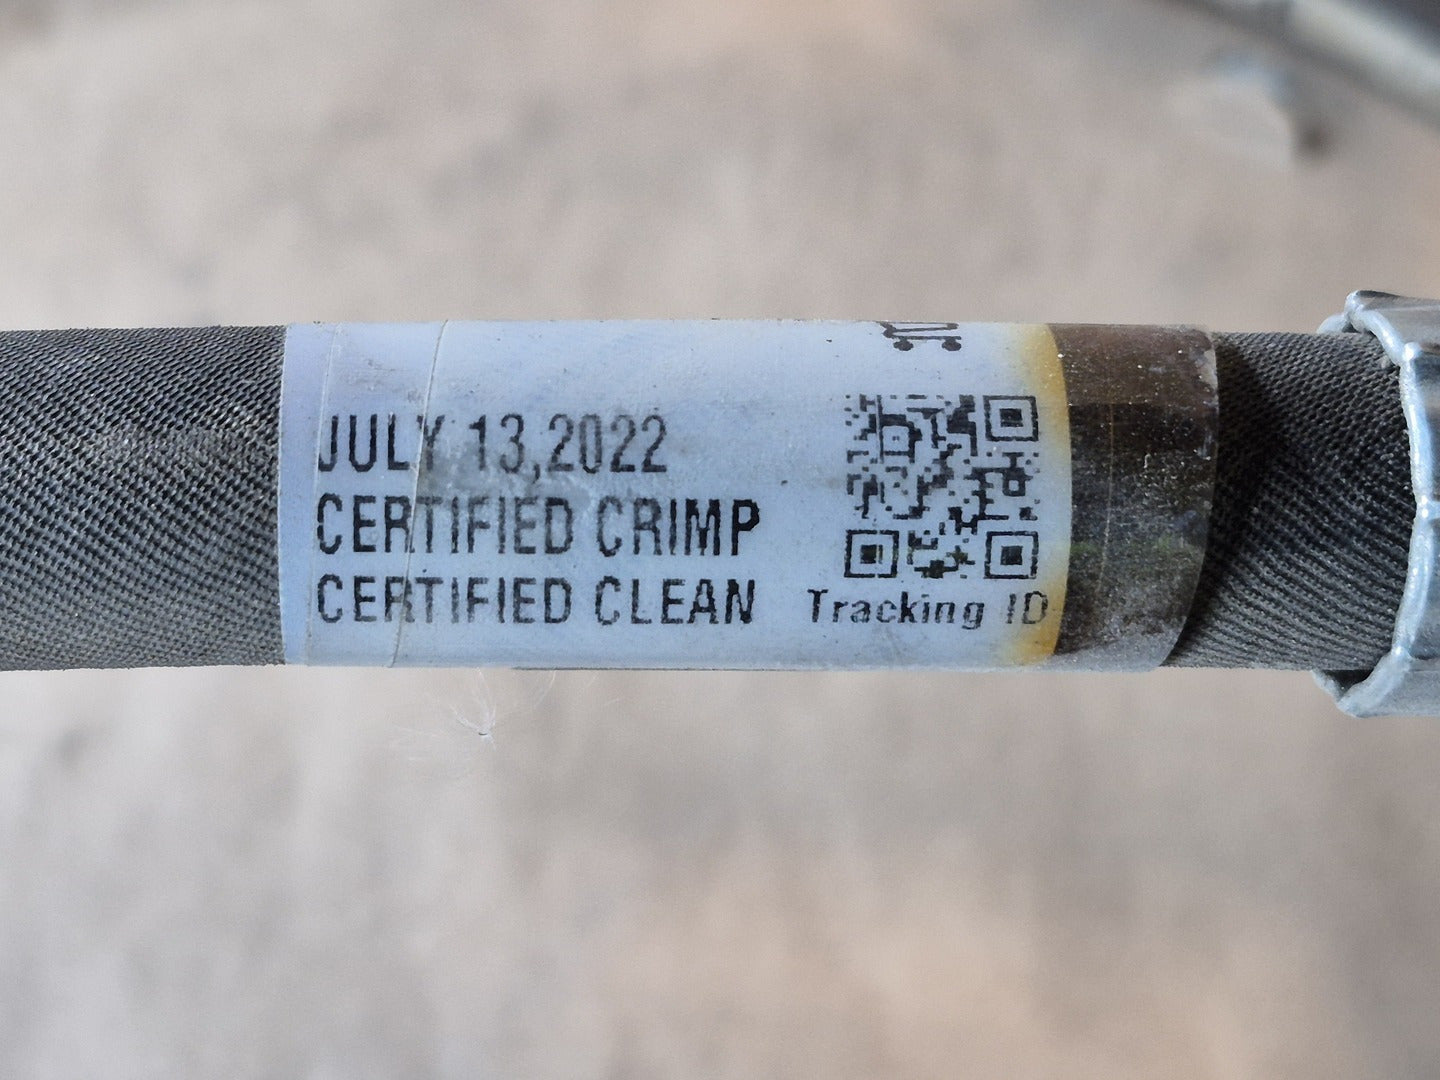 JULY 13,2022
CERTIFIED CRIMP
CERTIFIED CLEAN
Tracking ID